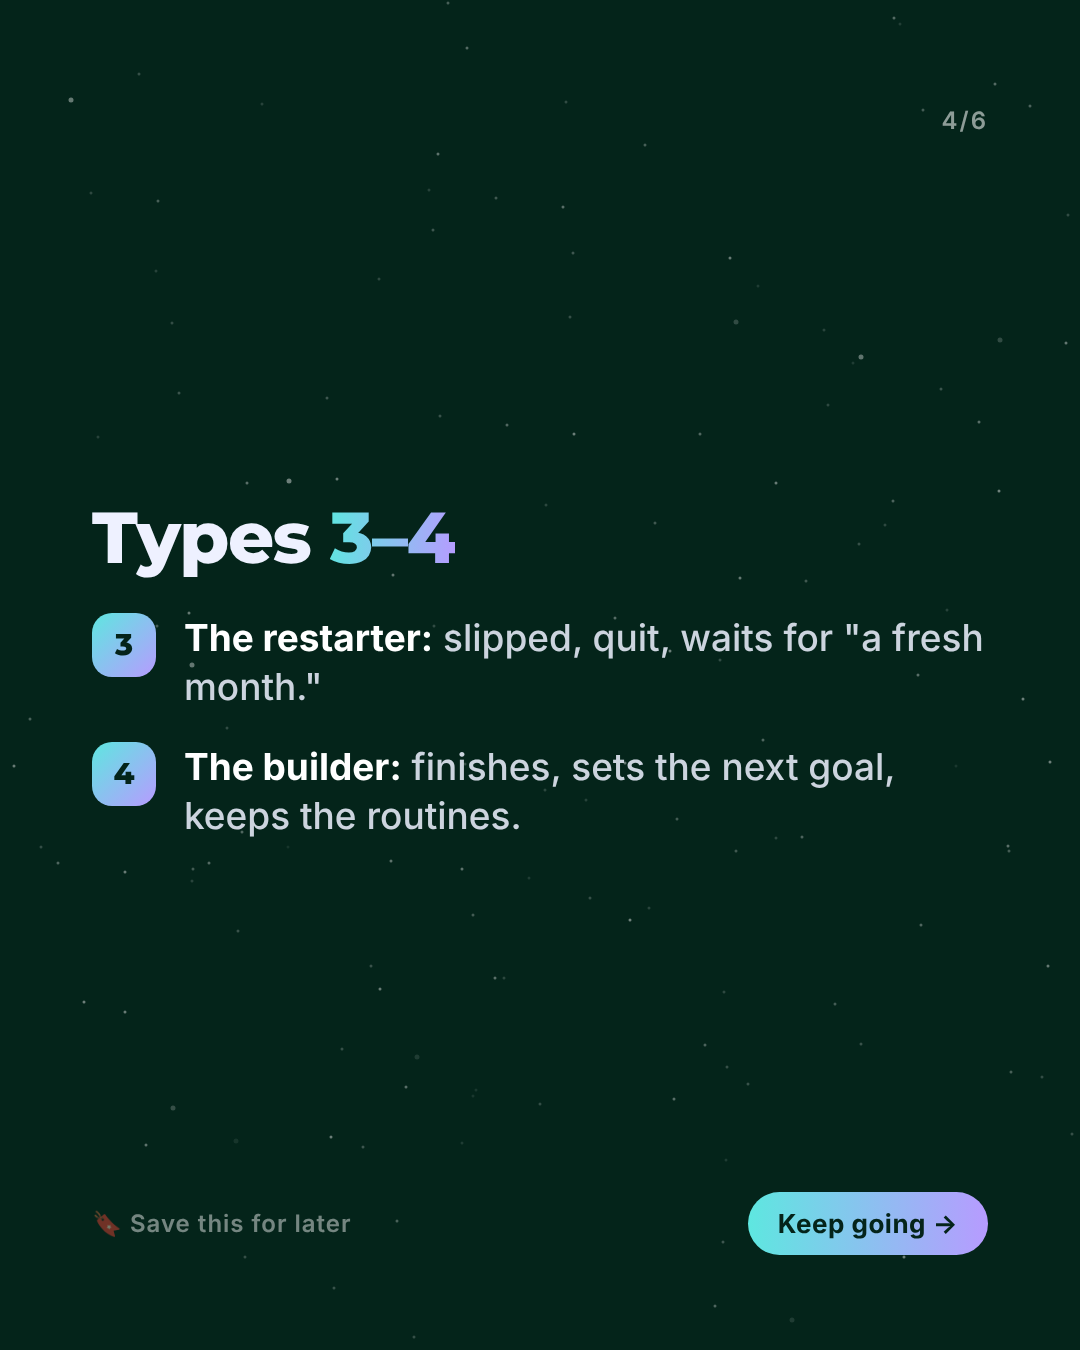 4/6
Types 3–4
3
The restarter: slipped, quit, waits for "a fresh
month."
4
The builder: finishes, sets the next goal,
keeps the routines.
🔖 Save this for later
Keep going →